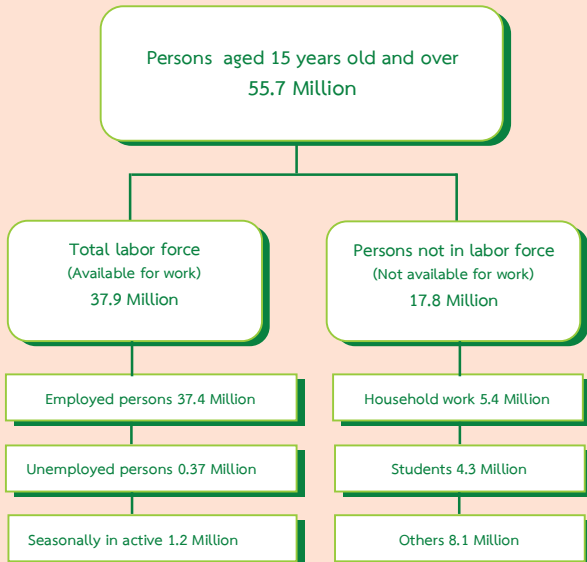 Persons aged 15 years old and over
55.7 Million
Total labor force
(Available for work)
37.9 Million
Persons not in labor force
(Not available for work)
17.8 Million
Employed persons 37.4 Million
Household work 5.4 Million
Unemployed persons 0.37 Million
Students 4.3 Million
Seasonally in active 1.2 Million
Others 8.1 Million